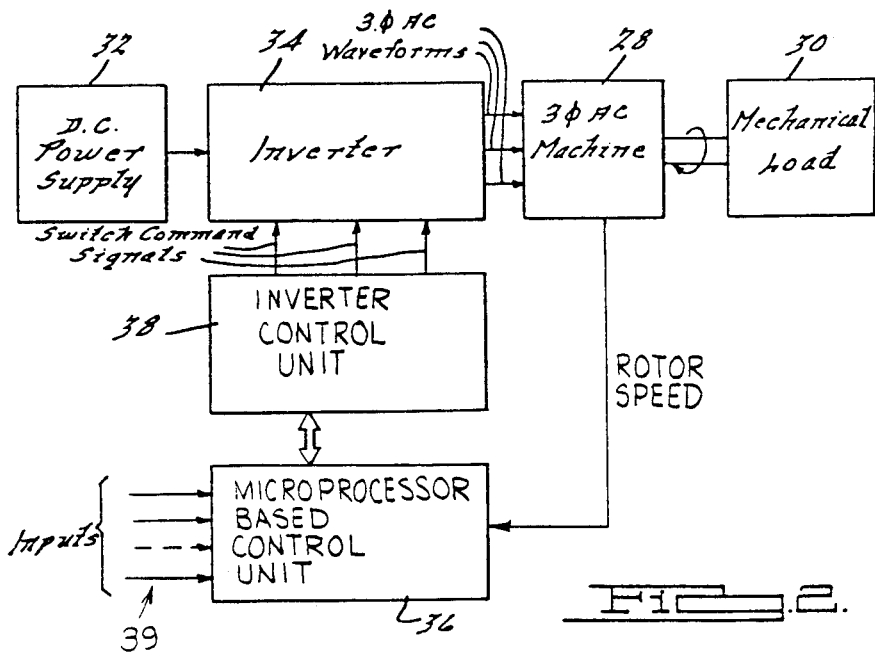 32
34
3.Φ AC
Waveforms
28
30
D.C.
Power
Supply
Inverter
3Φ AC
Machine
Mechanical
Load
Switch Command
Signals
38
INVERTER
CONTROL
UNIT
ROTOR
SPEED
Inputs
MICROPROCESSOR
BASED
CONTROL
UNIT
39
36
FIG. 2.